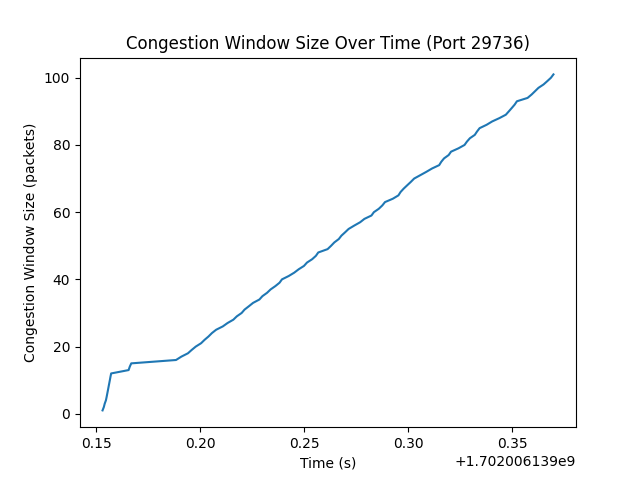 Congestion Window Size Over Time (Port 29736)
Congestion Window Size (packets)
100
80
60
40
20
0
0.15 0.20 0.25 0.30 0.35
Time (s)
+1.702006139e9